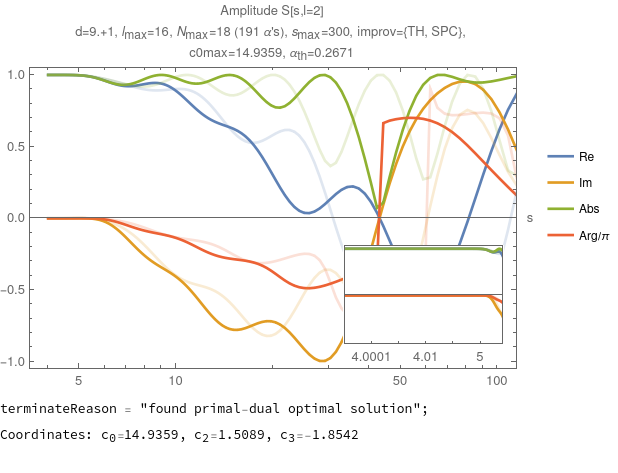 Amplitude S[s,l=2]
d=9.+1, lmax=16, Nmax=18 (191 α's), smax=300, improv={TH, SPC},
c0max=14.9359, αth=0.2671
1.0
0.5
0.0
-0.5
-1.0
s
Re
Im
Abs
Arg/π
4.0001 4.01 5
5 10 50 100
terminateReason = "found primal-dual optimal solution";
Coordinates: c0=14.9359, c2=1.5089, c3=-1.8542